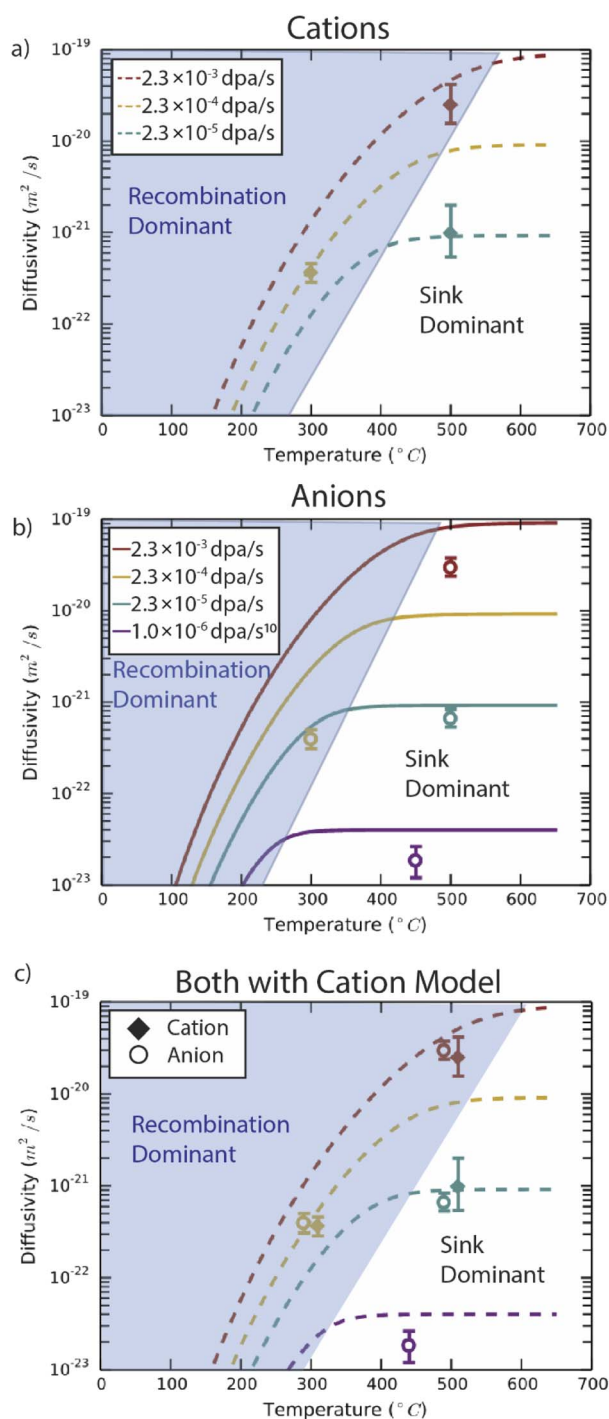 Cations
a)
10⁻¹⁹
10⁻²⁰
10⁻²¹
10⁻²²
10⁻²³
Diffusivity (m² /s)
2.3×10⁻³ dpa/s
2.3×10⁻⁴ dpa/s
2.3×10⁻⁵ dpa/s
Recombination
Dominant
Sink
Dominant
0 100 200 300 400 500 600 700
Temperature (°C)
Anions
b)
10⁻¹⁹
10⁻²⁰
10⁻²¹
10⁻²²
10⁻²³
Diffusivity (m² /s)
2.3×10⁻³ dpa/s
2.3×10⁻⁴ dpa/s
2.3×10⁻⁵ dpa/s
1.0×10⁻⁶ dpa/s¹⁰
Recombination
Dominant
Sink
Dominant
0 100 200 300 400 500 600 700
Temperature (°C)
c)
Both with Cation Model
10⁻¹⁹
10⁻²⁰
10⁻²¹
10⁻²²
10⁻²³
Diffusivity (m² /s)
Cation
Anion
Recombination
Dominant
Sink
Dominant
0 100 200 300 400 500 600 700
Temperature (°C)